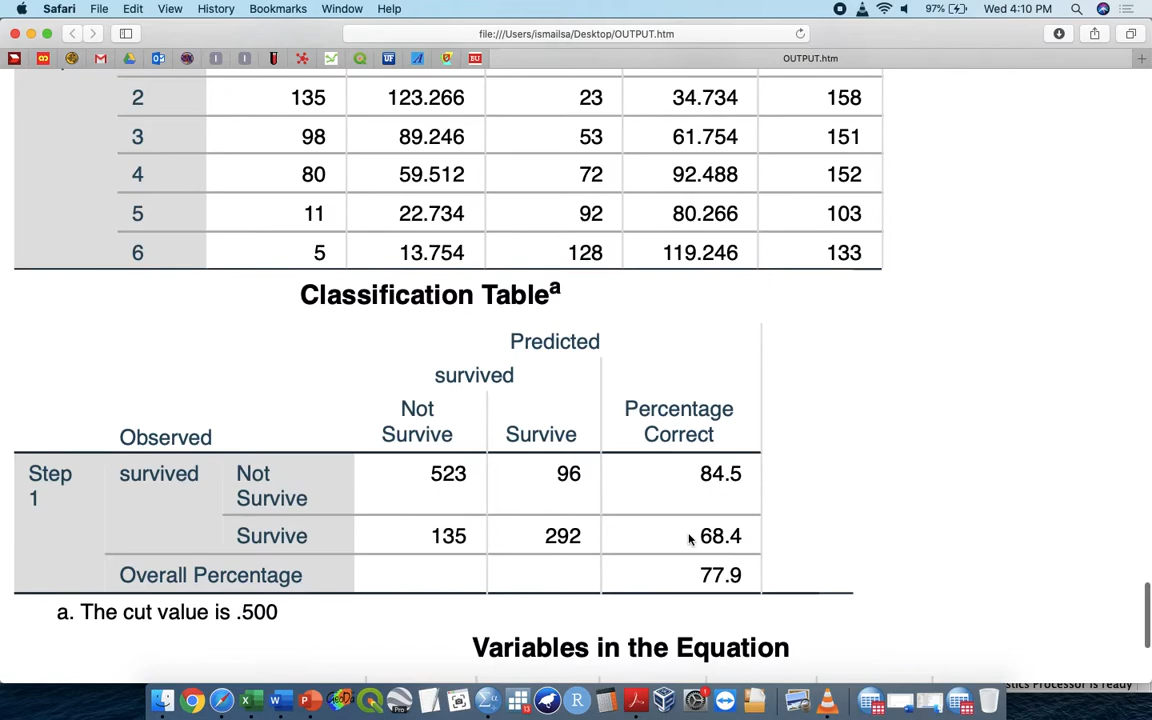 Safari File Edit View History Bookmarks Window Help 97% Wed 4:10 PM
file:///Users/ismailsa/Desktop/OUTPUT.htm
OUTPUT.htm
2 135 123.266 23 34.734 158
3 98 89.246 53 61.754 151
4 80 59.512 72 92.488 152
5 11 22.734 92 80.266 103
6 5 13.754 128 119.246 133
Classification Tableᵃ
Predicted
survived
Not Percentage
Observed Survive Survive Correct
Step survived Not 523 96 84.5
1 Survive
Survive 135 292 68.4
Overall Percentage 77.9
a. The cut value is .500
Variables in the Equation
stics Processor is ready